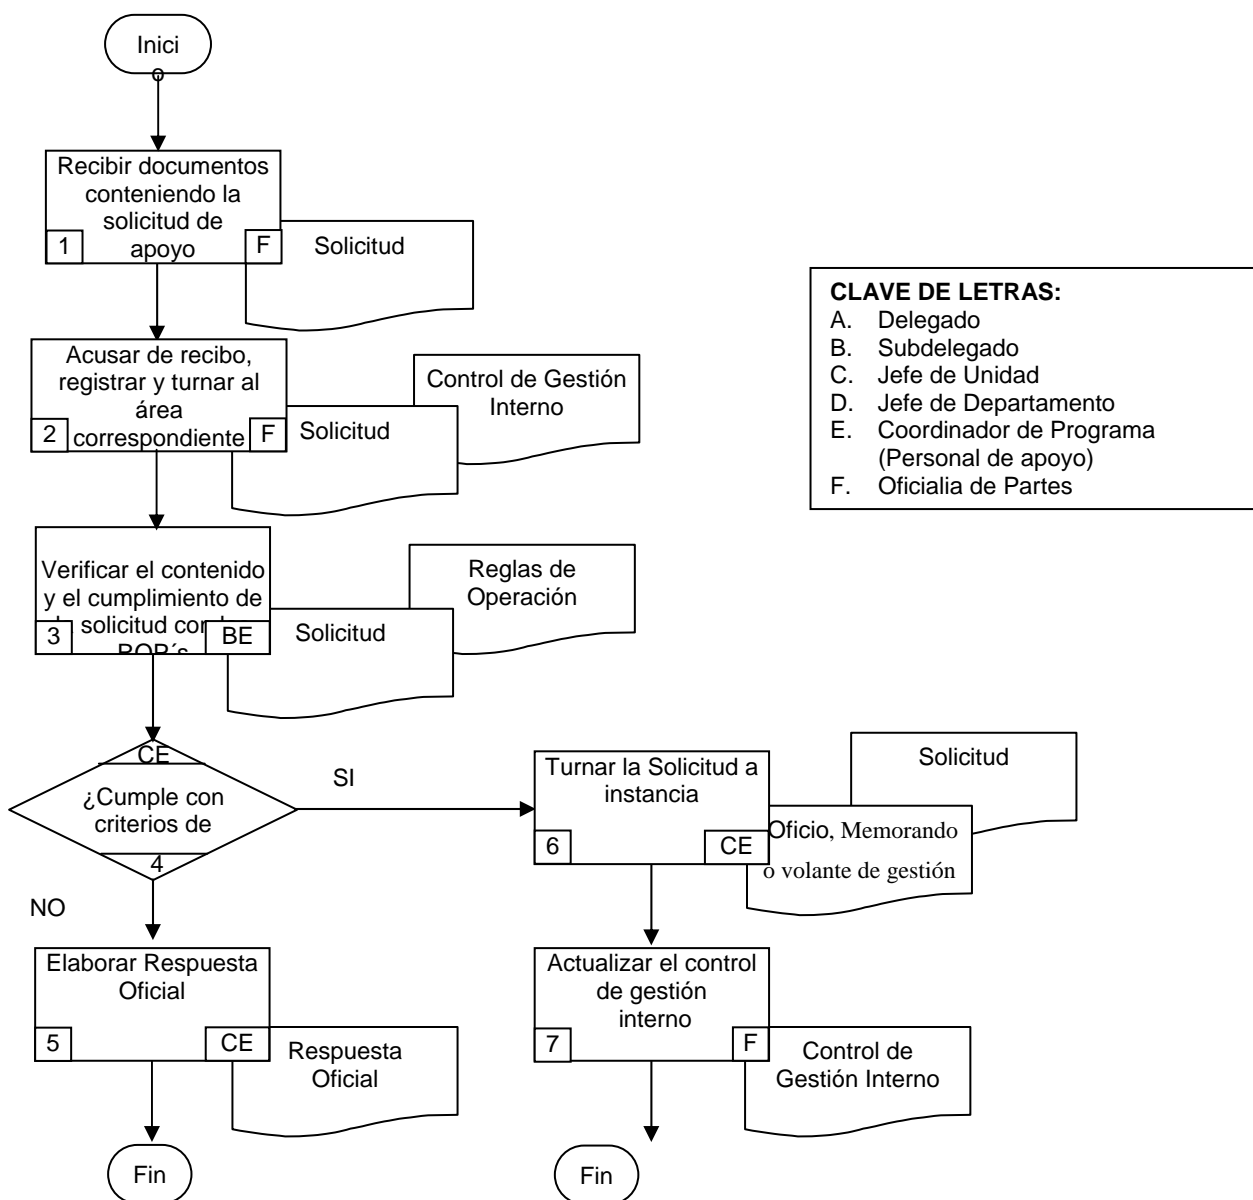 Inici
o
Recibir documentos
conteniendo la
solicitud de
apoyo
1
F
Solicitud
CLAVE DE LETRAS:
A. Delegado
B. Subdelegado
C. Jefe de Unidad
D. Jefe de Departamento
E. Coordinador de Programa
(Personal de apoyo)
F. Oficialia de Partes
Acusar de recibo,
registrar y turnar al
área
correspondiente
2
F
Solicitud
Control de Gestión
Interno
Verificar el contenido
y el cumplimiento de
solicitud con
3
BE
Solicitud
Reglas de
Operación
CE
¿Cumple con
criterios de
4
SI
NO
Turnar la Solicitud a
instancia
6
CE
Solicitud
Oficio, Memorando
o volante de gestión
Elaborar Respuesta
Oficial
5
CE
Respuesta
Oficial
Actualizar el control
de gestión
interno
7
F
Control de
Gestión Interno
Fin
Fin